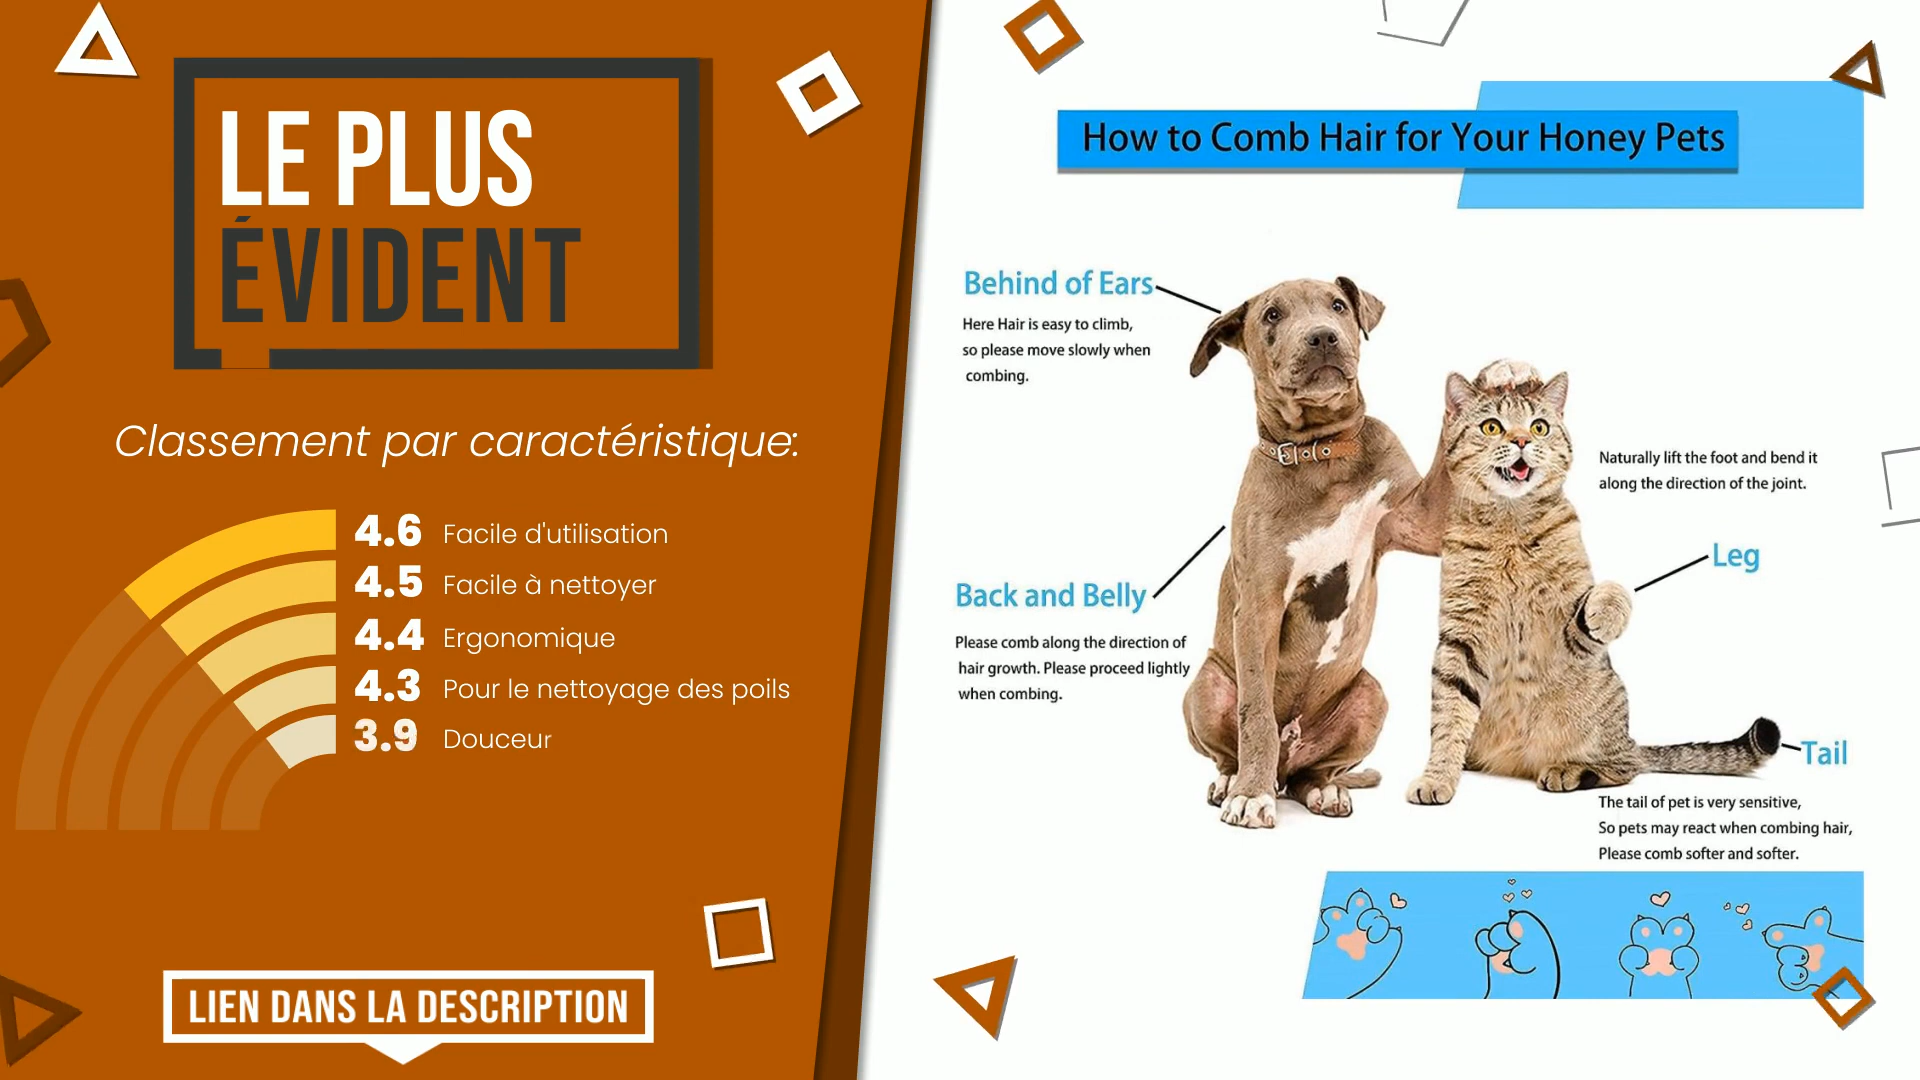 LE PLUS
ÉVIDENT
Classement par caractéristique:
4.6 Facile d'utilisation
4.5 Facile à nettoyer
4.4 Ergonomique
4.3 Pour le nettoyage des poils
3.9 Douceur
LIEN DANS LA DESCRIPTION
How to Comb Hair for Your Honey Pets
Behind of Ears
Here Hair is easy to climb,
so please move slowly when
combing.
Naturally lift the foot and bend it
along the direction of the joint.
Leg
Back and Belly
Please comb along the direction of
hair growth. Please proceed lightly
when combing.
Tail
The tail of pet is very sensitive,
So pets may react when combing hair,
Please comb softer and softer.